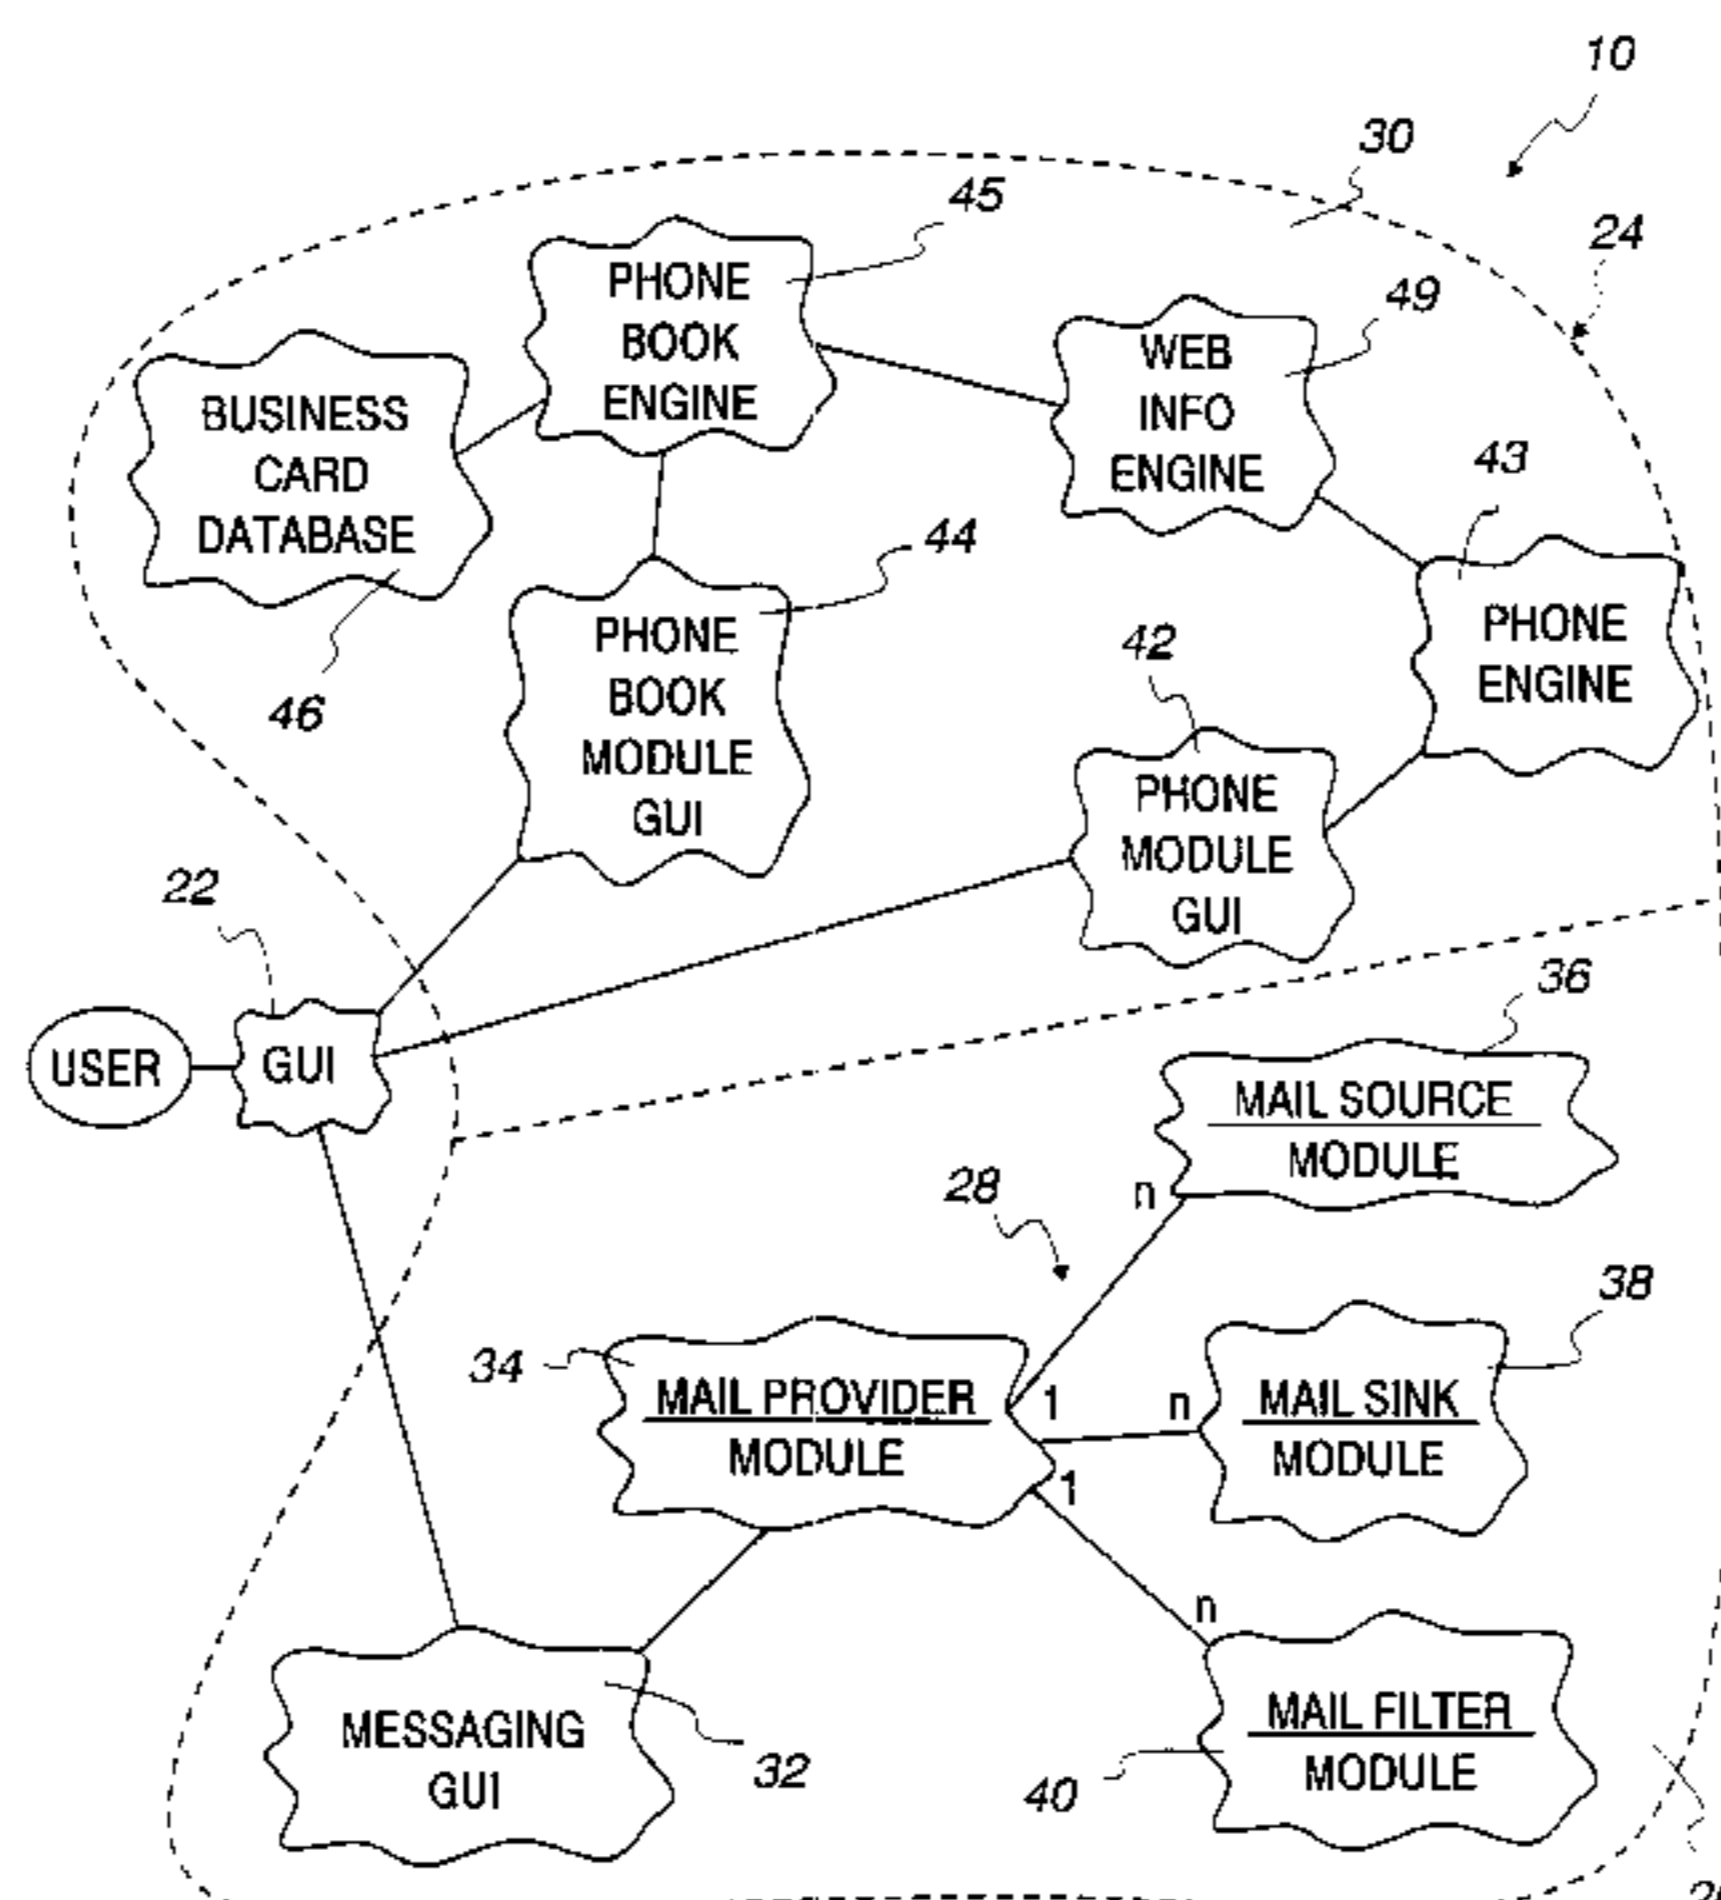 10
30
45
24
PHONE
BOOK
ENGINE
49
WEB
INFO
ENGINE
BUSINESS
CARD
DATABASE
43
44
PHONE
ENGINE
PHONE
BOOK
MODULE
GUI
42
46
PHONE
MODULE
GUI
22
36
USER
GUI
MAIL SOURCE
MODULE
28
n
38
34
MAIL PROVIDER
MODULE
1
n
MAIL SINK
MODULE
1
n
MESSAGING
GUI
32
MAIL FILTER
MODULE
40